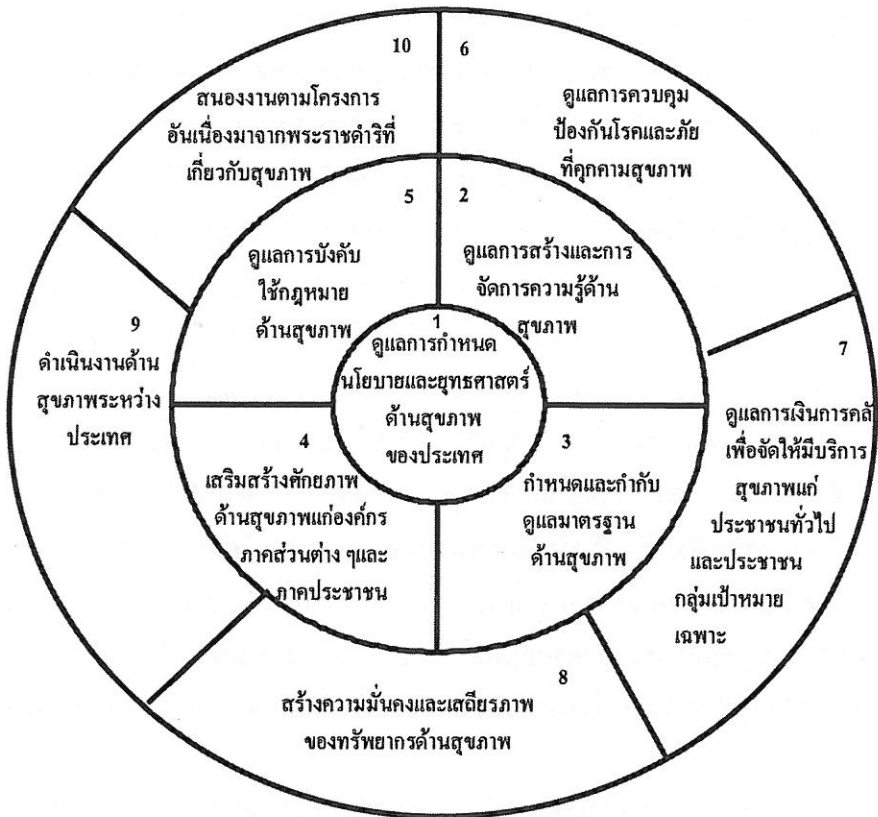 10
สนองงานตามโครงการ
อันเนื่องมาจากพระราชดำริที่
เกี่ยวกับสุขภาพ
6
ดูแลการควบคุม
ป้องกันโรคและภัย
ที่คุกคามสุขภาพ
5
ดูแลการบังคับ
ใช้กฎหมาย
ด้านสุขภาพ
2
ดูแลการสร้างและการ
จัดการความรู้ด้าน
สุขภาพ
1
ดูแลการกำหนด
นโยบายและยุทธศาสตร์
ด้านสุขภาพ
ของประเทศ
9
ดำเนินงานด้าน
สุขภาพระหว่าง
ประเทศ
7
ดูแลการเงินการคลั
เพื่อจัดให้มีบริการ
สุขภาพแก่
ประชาชนทั่วไป
และประชาชน
กลุ่มเป้าหมาย
เฉพาะ
4
เสริมสร้างศักยภาพ
ด้านสุขภาพแก่องค์กร
ภาคส่วนต่าง ๆและ
ภาคประชาชน
3
กำหนดและกำกับ
ดูแลมาตรฐาน
ด้านสุขภาพ
8
สร้างความมั่นคงและเสถียรภาพ
ของทรัพยากรด้านสุขภาพ